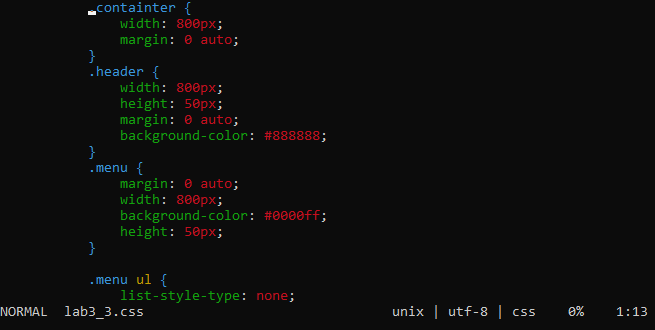 .containter {
    width: 800px;
    margin: 0 auto;
}
.header {
    width: 800px;
    height: 50px;
    margin: 0 auto;
    background-color: #888888;
}
.menu {
    margin: 0 auto;
    width: 800px;
    background-color: #0000ff;
    height: 50px;
}

.menu ul {
    list-style-type: none;
NORMAL  lab3_3.css                               unix | utf-8 | css    0%    1:13